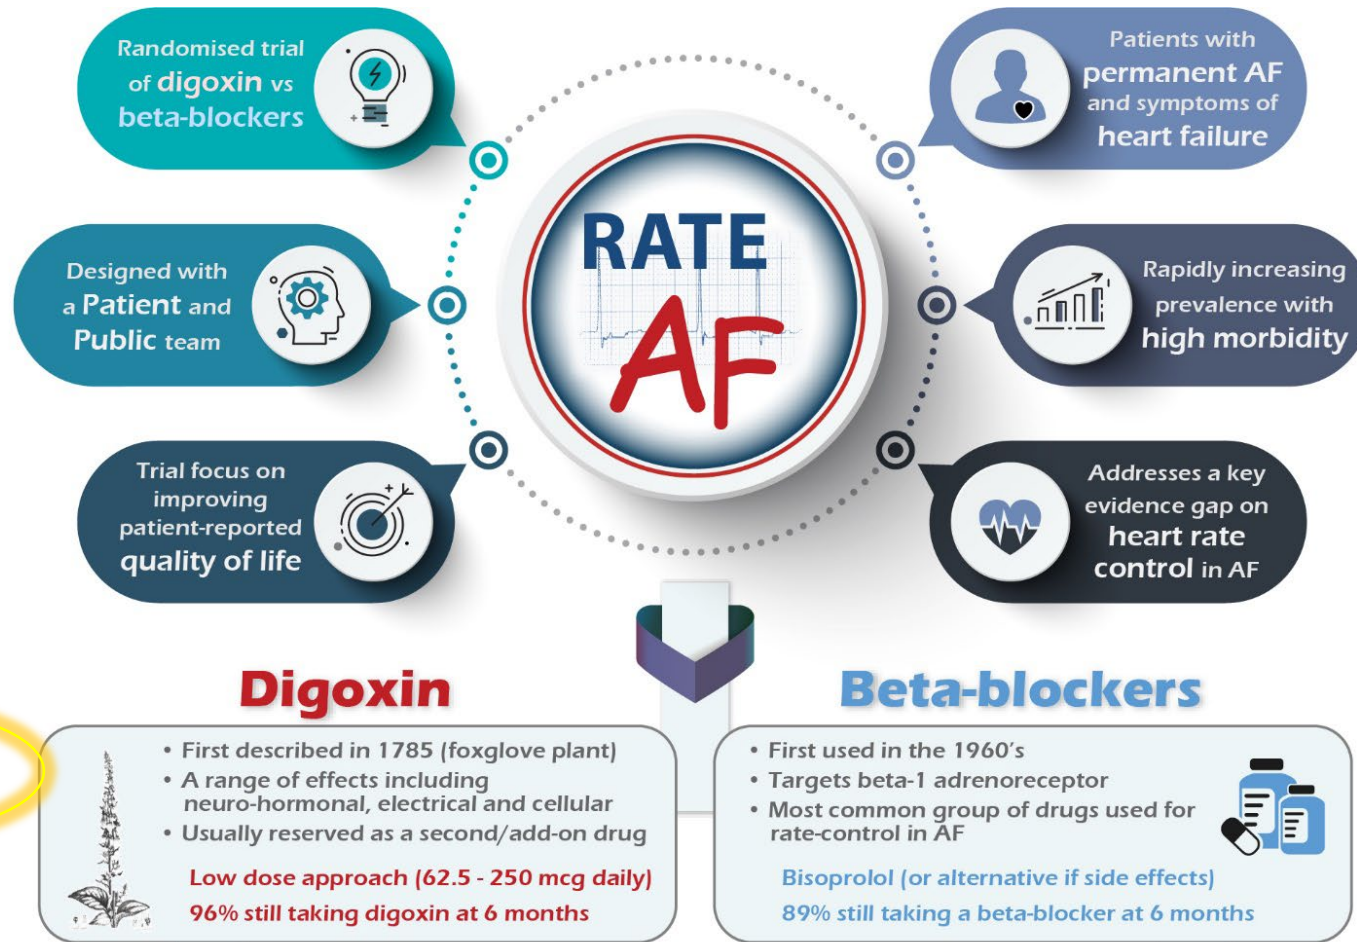 Randomised trial
of digoxin vs
beta-blockers
Patients with
permanent AF
and symptoms of
heart failure
Designed with
a Patient and
Public team
Rapidly increasing
prevalence with
high morbidity
Trial focus on
improving
patient-reported
quality of life
Addresses a key
evidence gap on
heart rate
control in AF
RATE
AF
Digoxin
• First described in 1785 (foxglove plant)
• A range of effects including
neuro-hormonal, electrical and cellular
• Usually reserved as a second/add-on drug
Low dose approach (62.5 - 250 mcg daily)
96% still taking digoxin at 6 months
Beta-blockers
• First used in the 1960's
• Targets beta-1 adrenoreceptor
• Most common group of drugs used for
rate-control in AF
Bisoprolol (or alternative if side effects)
89% still taking a beta-blocker at 6 months